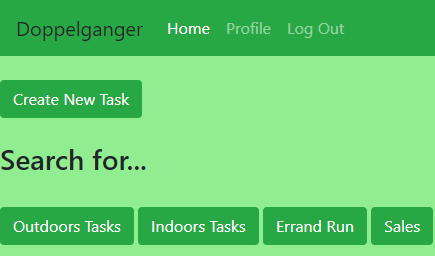 Doppelganger Home Profile Log Out
Create New Task
Search for...
Outdoors Tasks Indoors Tasks Errand Run Sales